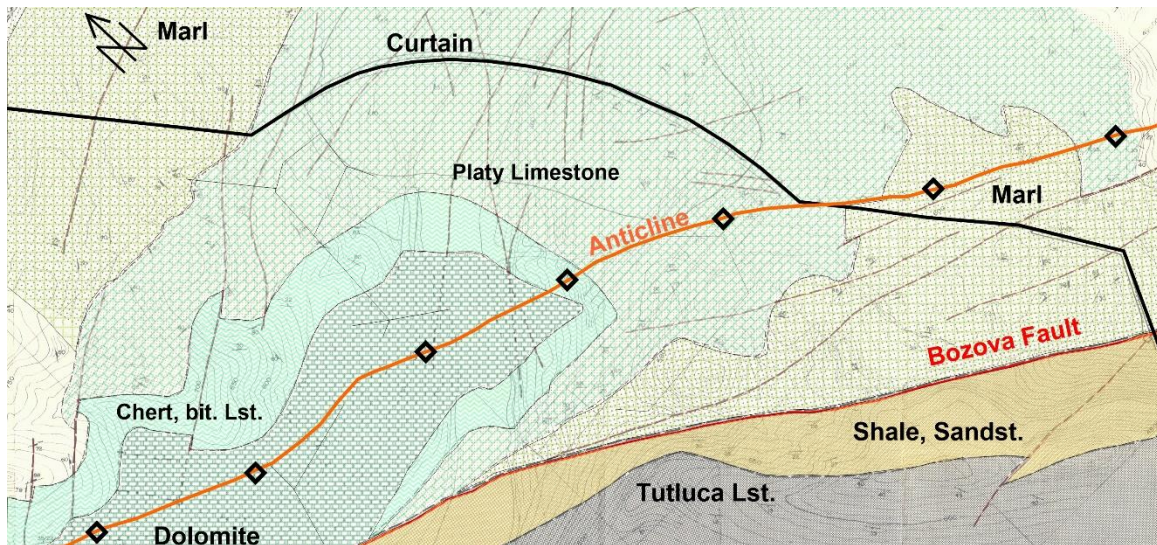 Marl
Curtain
Platy Limestone
Marl
Anticline
Bozova Fault
Chert, bit. Lst.
Shale, Sandst.
Tutluca Lst.
Dolomite